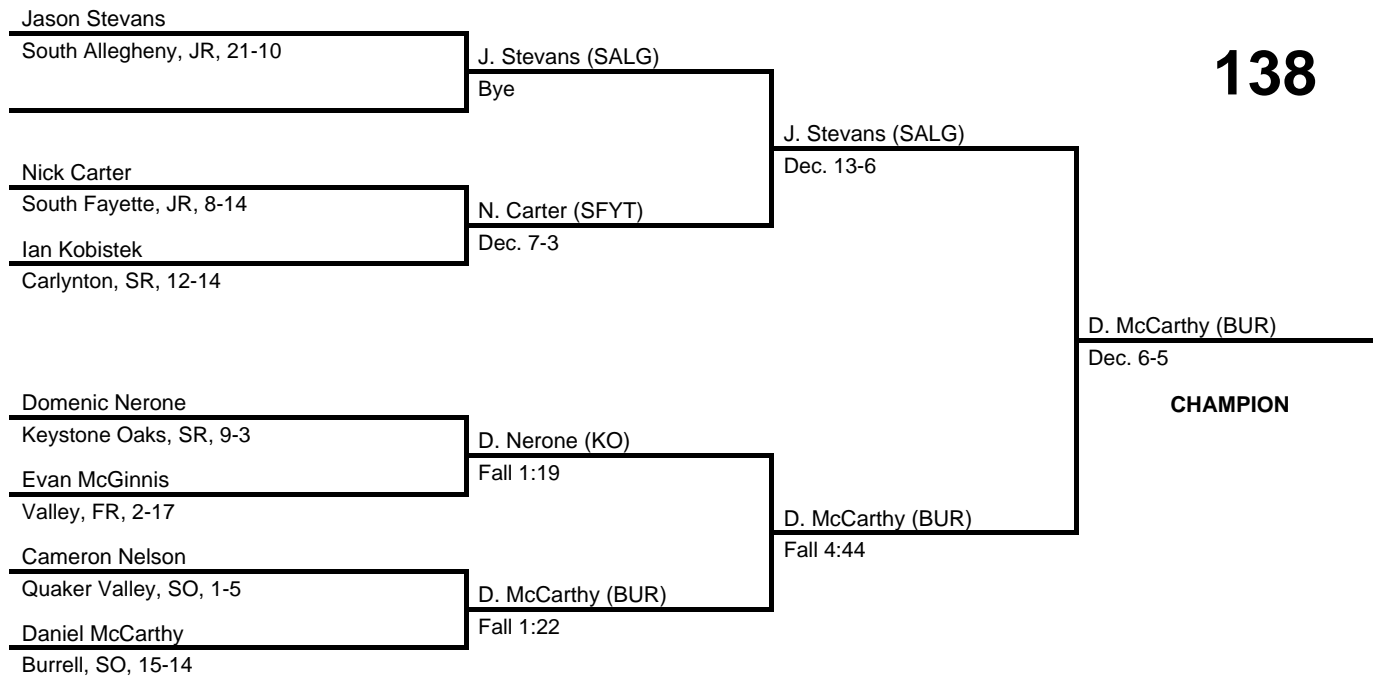 Jason Stevans
South Allegheny, JR, 21-10
J. Stevans (SALG)
Bye
138
J. Stevans (SALG)
Dec. 13-6
Nick Carter
South Fayette, JR, 8-14
N. Carter (SFYT)
Dec. 7-3
Ian Kobistek
Carlynton, SR, 12-14
D. McCarthy (BUR)
Dec. 6-5
CHAMPION
Domenic Nerone
Keystone Oaks, SR, 9-3
D. Nerone (KO)
Fall 1:19
Evan McGinnis
Valley, FR, 2-17
D. McCarthy (BUR)
Fall 4:44
Cameron Nelson
Quaker Valley, SO, 1-5
D. McCarthy (BUR)
Fall 1:22
Daniel McCarthy
Burrell, SO, 15-14